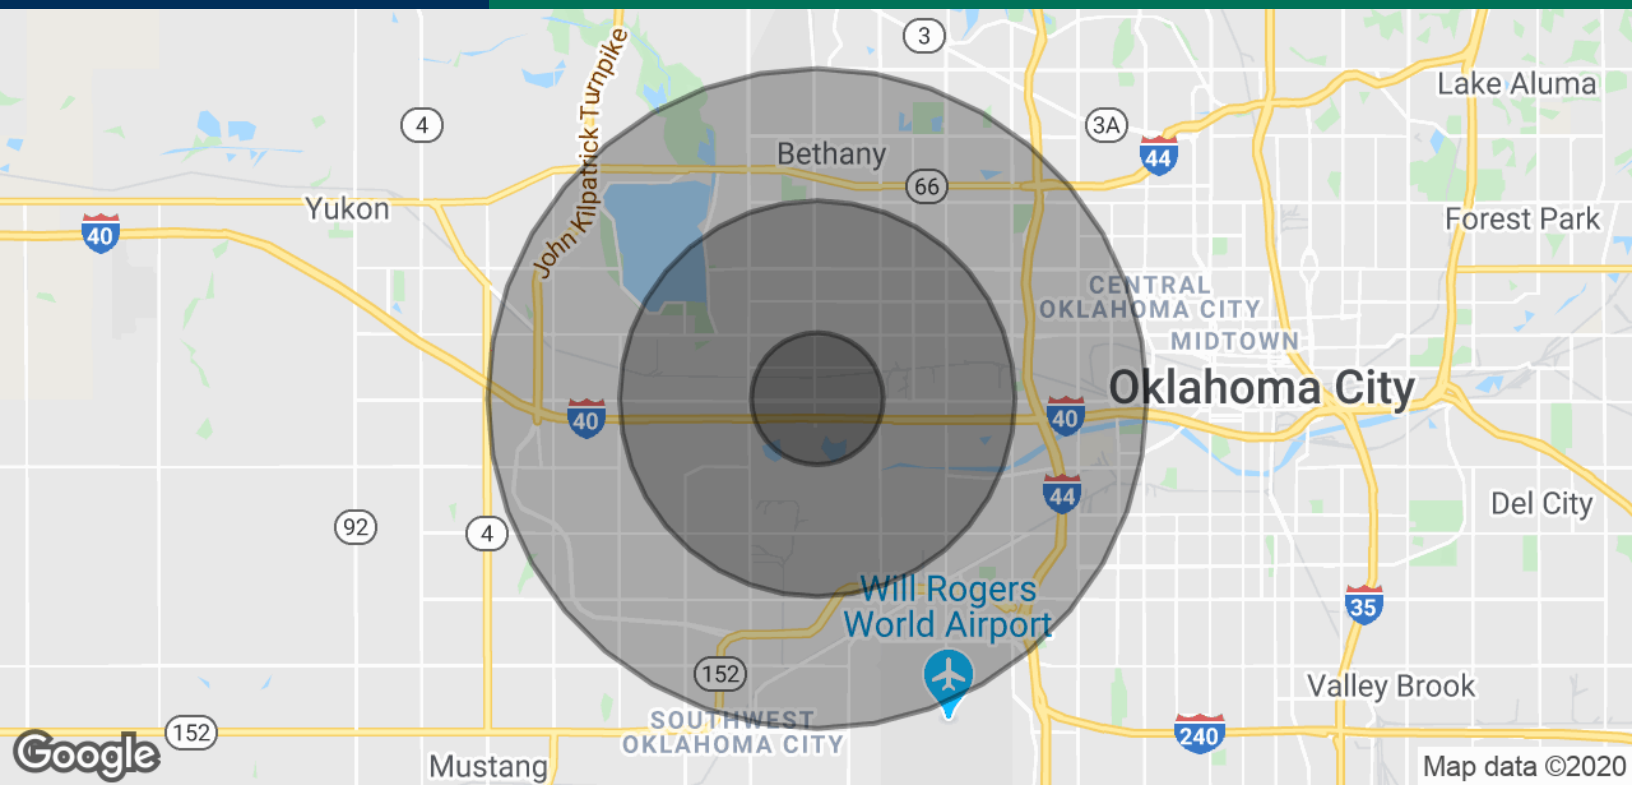 3
Lake Aluma
4
3A
44
John Kilpatrick Turnpike
Bethany
66
Yukon
40
Forest Park
CENTRAL
OKLAHOMA CITY
MIDTOWN
Oklahoma City
40
40
44
Del City
92
4
Will Rogers
World Airport
35
152
Valley Brook
SOUTHWEST
OKLAHOMA CITY
152
240
Google
Mustang
Map data ©2020